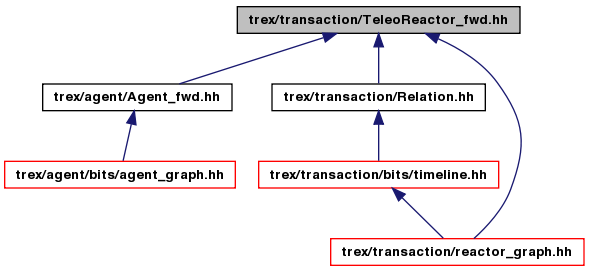 trex/transaction/TeleoReactor_fwd.hh
trex/agent/Agent_fwd.hh
trex/transaction/Relation.hh
trex/agent/bits/agent_graph.hh
trex/transaction/bits/timeline.hh
trex/transaction/reactor_graph.hh